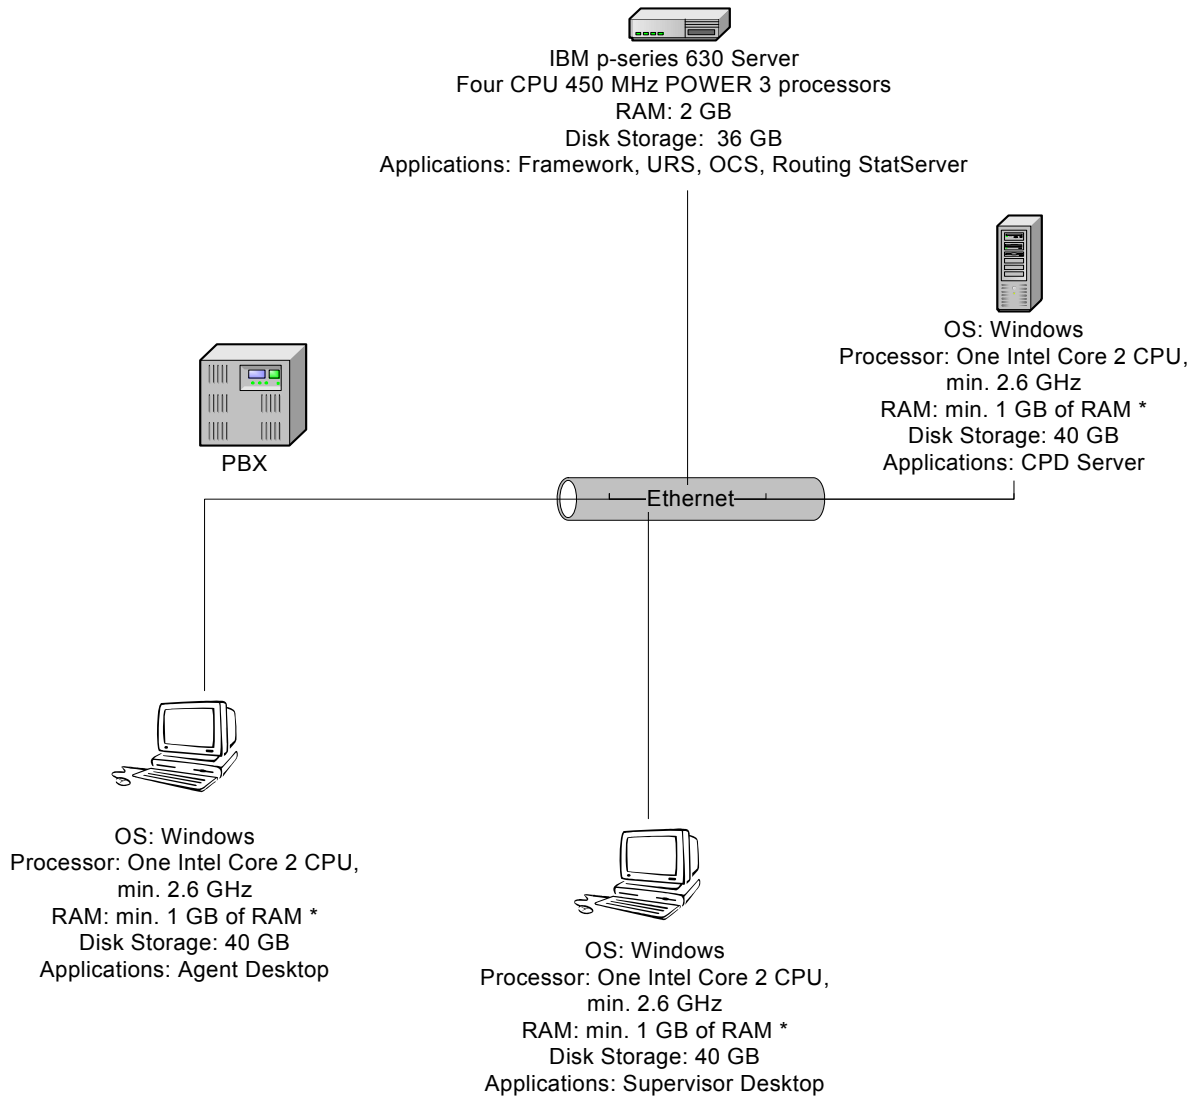 IBM p-series 630 Server
Four CPU 450 MHz POWER 3 processors
RAM: 2 GB
Disk Storage:  36 GB
Applications: Framework, URS, OCS, Routing StatServer
OS: Windows
Processor: One Intel Core 2 CPU,
min. 2.6 GHz
RAM: min. 1 GB of RAM *
Disk Storage: 40 GB
Applications: CPD Server
PBX
Ethernet
OS: Windows
Processor: One Intel Core 2 CPU,
min. 2.6 GHz
RAM: min. 1 GB of RAM *
Disk Storage: 40 GB
Applications: Agent Desktop
OS: Windows
Processor: One Intel Core 2 CPU,
min. 2.6 GHz
RAM: min. 1 GB of RAM *
Disk Storage: 40 GB
Applications: Supervisor Desktop